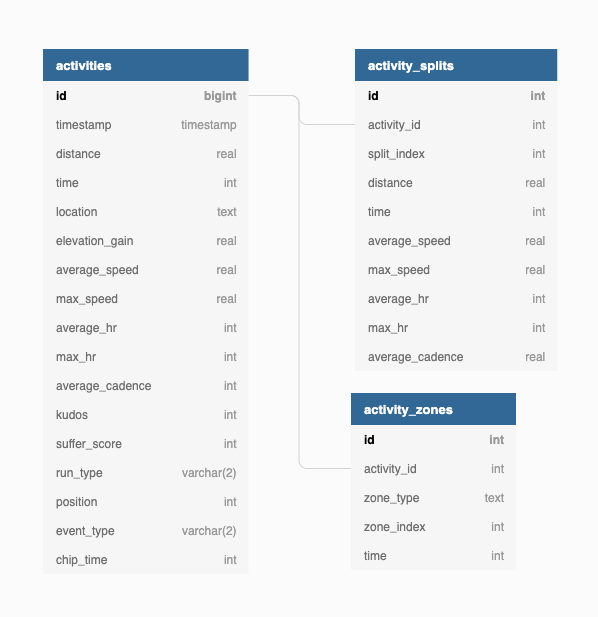 activities
id bigint
timestamp timestamp
distance real
time int
location text
elevation_gain real
average_speed real
max_speed real
average_hr int
max_hr int
average_cadence int
kudos int
suffer_score int
run_type varchar(2)
position int
event_type varchar(2)
chip_time int
activity_splits
id int
activity_id int
split_index int
distance real
time int
average_speed real
max_speed real
average_hr int
max_hr int
average_cadence real
activity_zones
id int
activity_id int
zone_type text
zone_index int
time int